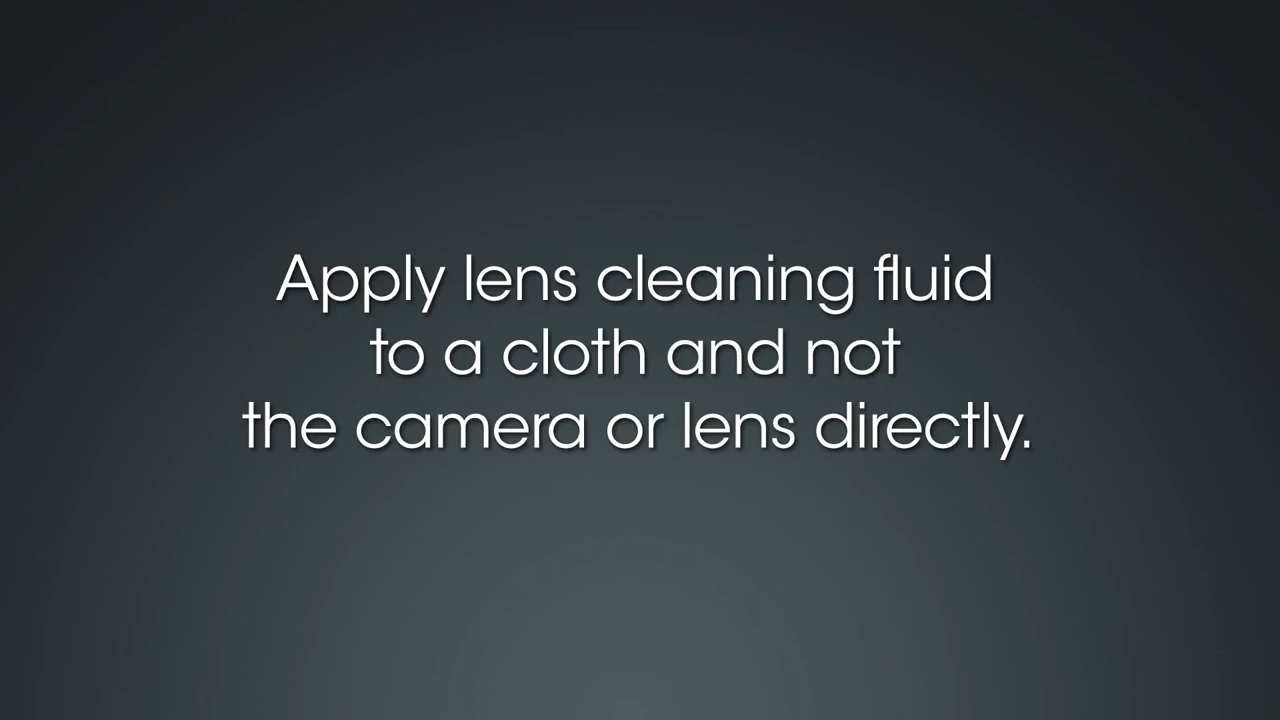 Apply lens cleaning fluid
to a cloth and not
the camera or lens directly.